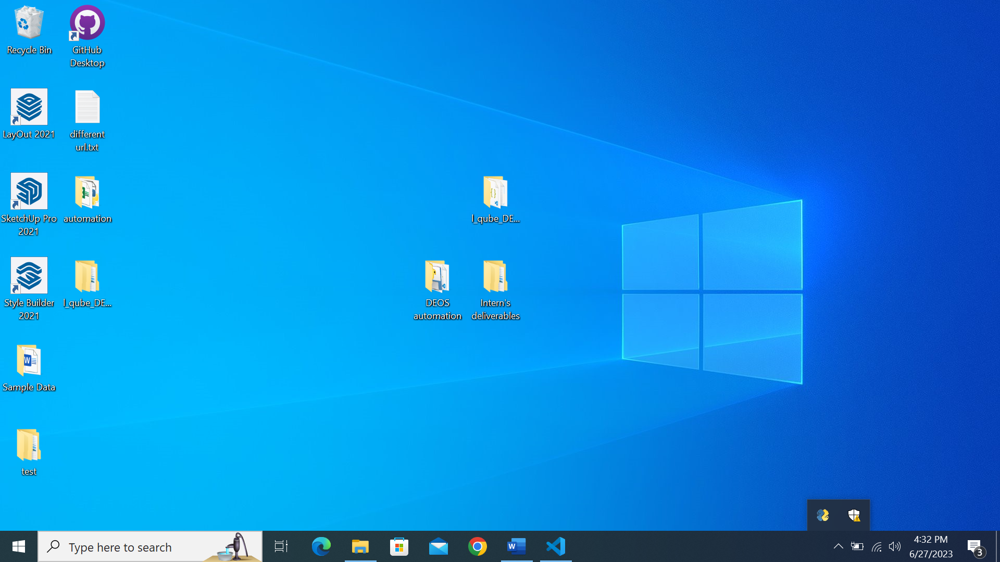 Recycle Bin
GitHub
Desktop
LayOut 2021
different
url.txt
SketchUp Pro
2021
automation
l_qube_DE...
Style Builder
2021
l_qube_DE...
DEOS
automation
Intern's
deliverables
Sample Data
test
Type here to search
4:32 PM
6/27/2023
3